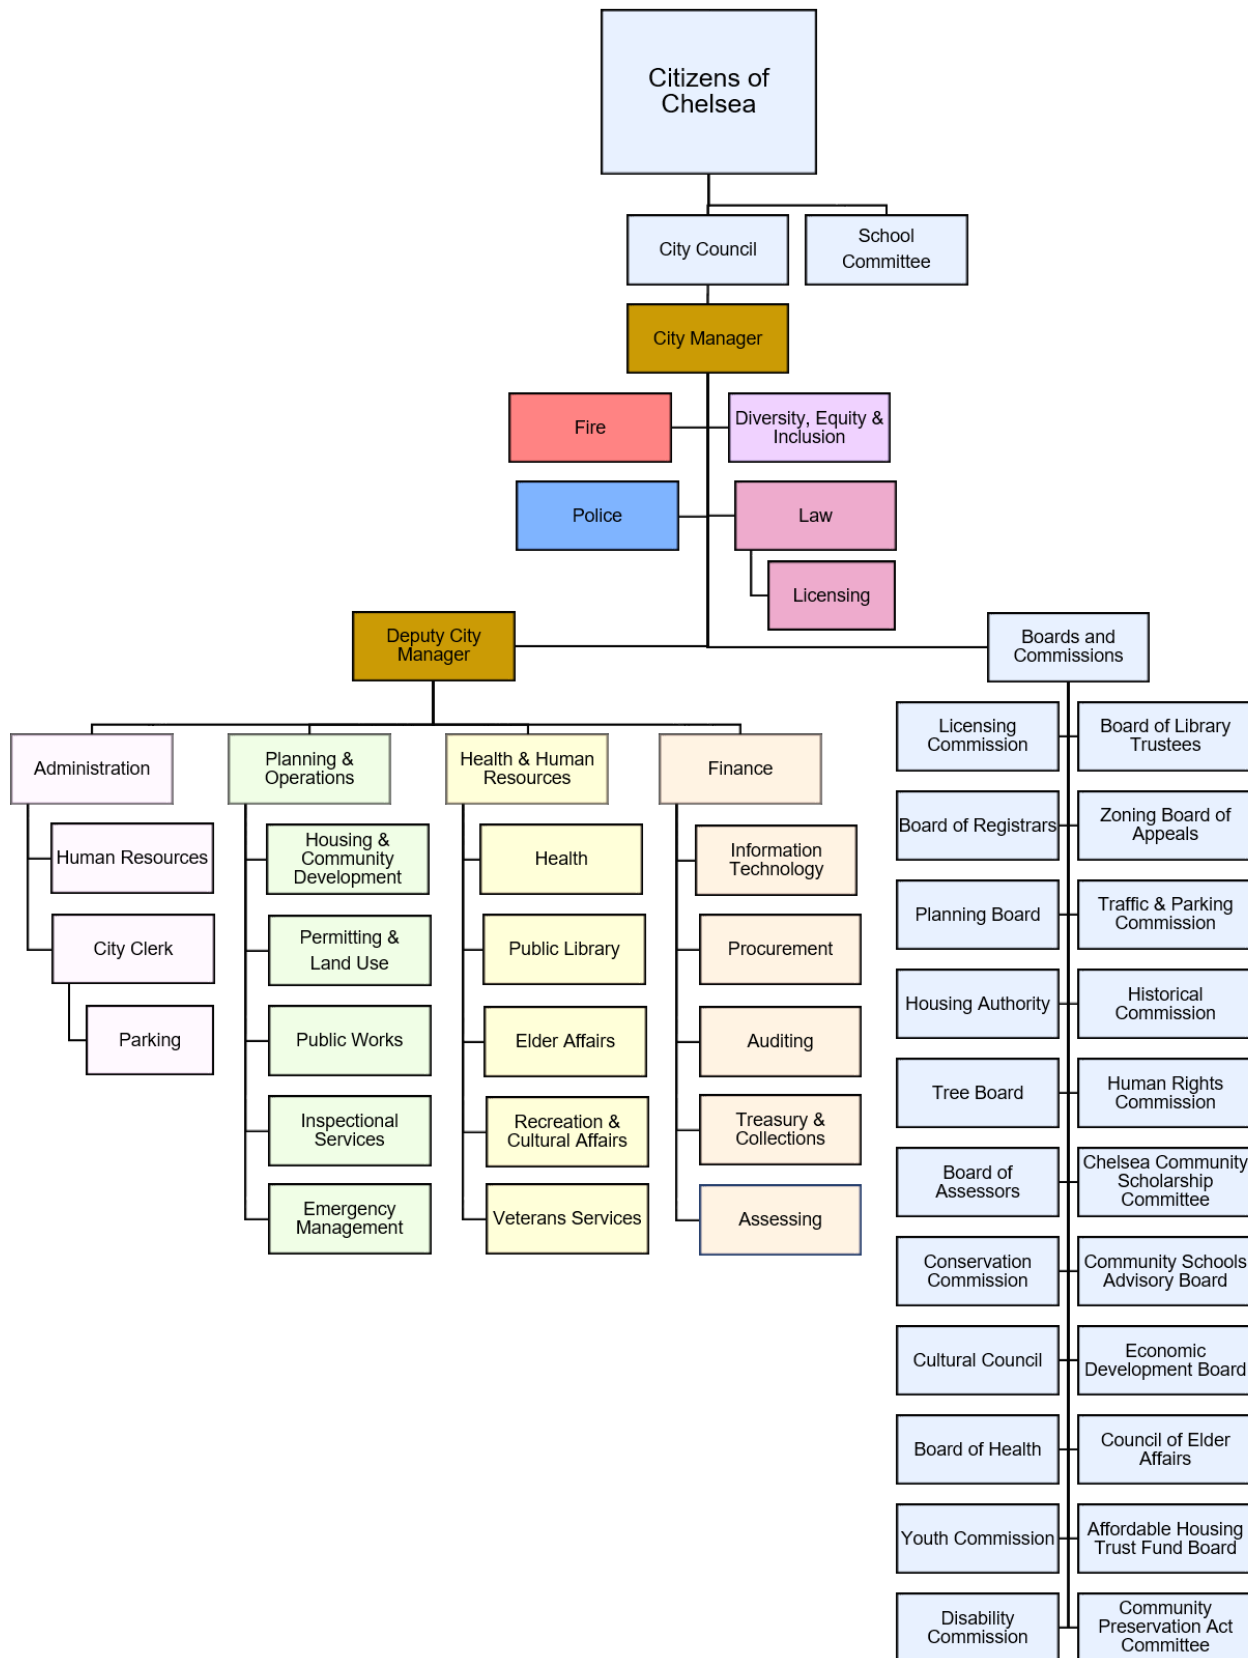 Citizens of
Chelsea
City Council
School
Committee
City Manager
Fire
Diversity, Equity &
Inclusion
Police
Law
Licensing
Deputy City
Manager
Boards and
Commissions
Administration
Human Resources
City Clerk
Parking
Planning &
Operations
Housing &
Community
Development
Permitting &
Land Use
Public Works
Inspectional
Services
Emergency
Management
Health & Human
Resources
Health
Public Library
Elder Affairs
Recreation &
Cultural Affairs
Veterans Services
Finance
Information
Technology
Procurement
Auditing
Treasury &
Collections
Assessing
Licensing
Commission
Board of Library
Trustees
Board of Registrars
Zoning Board of
Appeals
Planning Board
Traffic & Parking
Commission
Housing Authority
Historical
Commission
Tree Board
Human Rights
Commission
Board of
Assessors
Chelsea Community
Scholarship
Committee
Conservation
Commission
Community Schools
Advisory Board
Cultural Council
Economic
Development Board
Board of Health
Council of Elder
Affairs
Youth Commission
Affordable Housing
Trust Fund Board
Disability
Commission
Community
Preservation Act
Committee